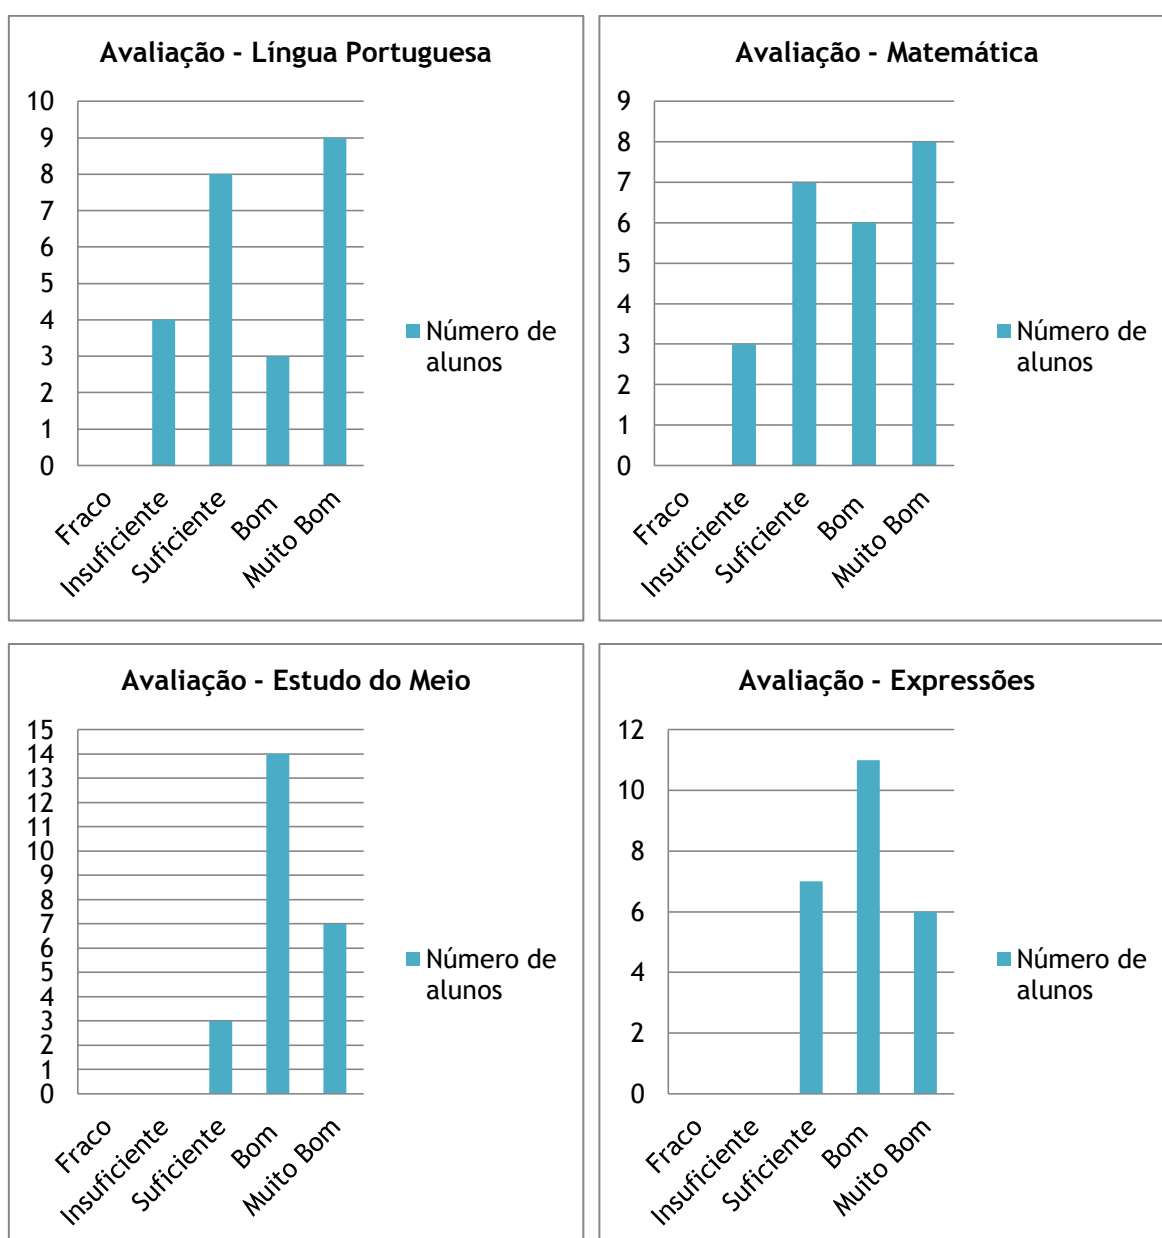 Avaliação - Língua Portuguesa
10
9
8
7
6
5
4
3
2
1
0
Fraco
Insuficiente
Suficiente
Bom
Muito Bom
Número de
alunos
Avaliação - Matemática
9
8
7
6
5
4
3
2
1
0
Fraco
Insuficiente
Suficiente
Bom
Muito Bom
Número de
alunos
Avaliação - Estudo do Meio
15
14
13
12
11
10
9
8
7
6
5
4
3
2
1
0
Fraco
Insuficiente
Suficiente
Bom
Muito Bom
Número de
alunos
Avaliação - Expressões
12
10
8
6
4
2
0
Fraco
Insuficiente
Suficiente
Bom
Muito Bom
Número de
alunos